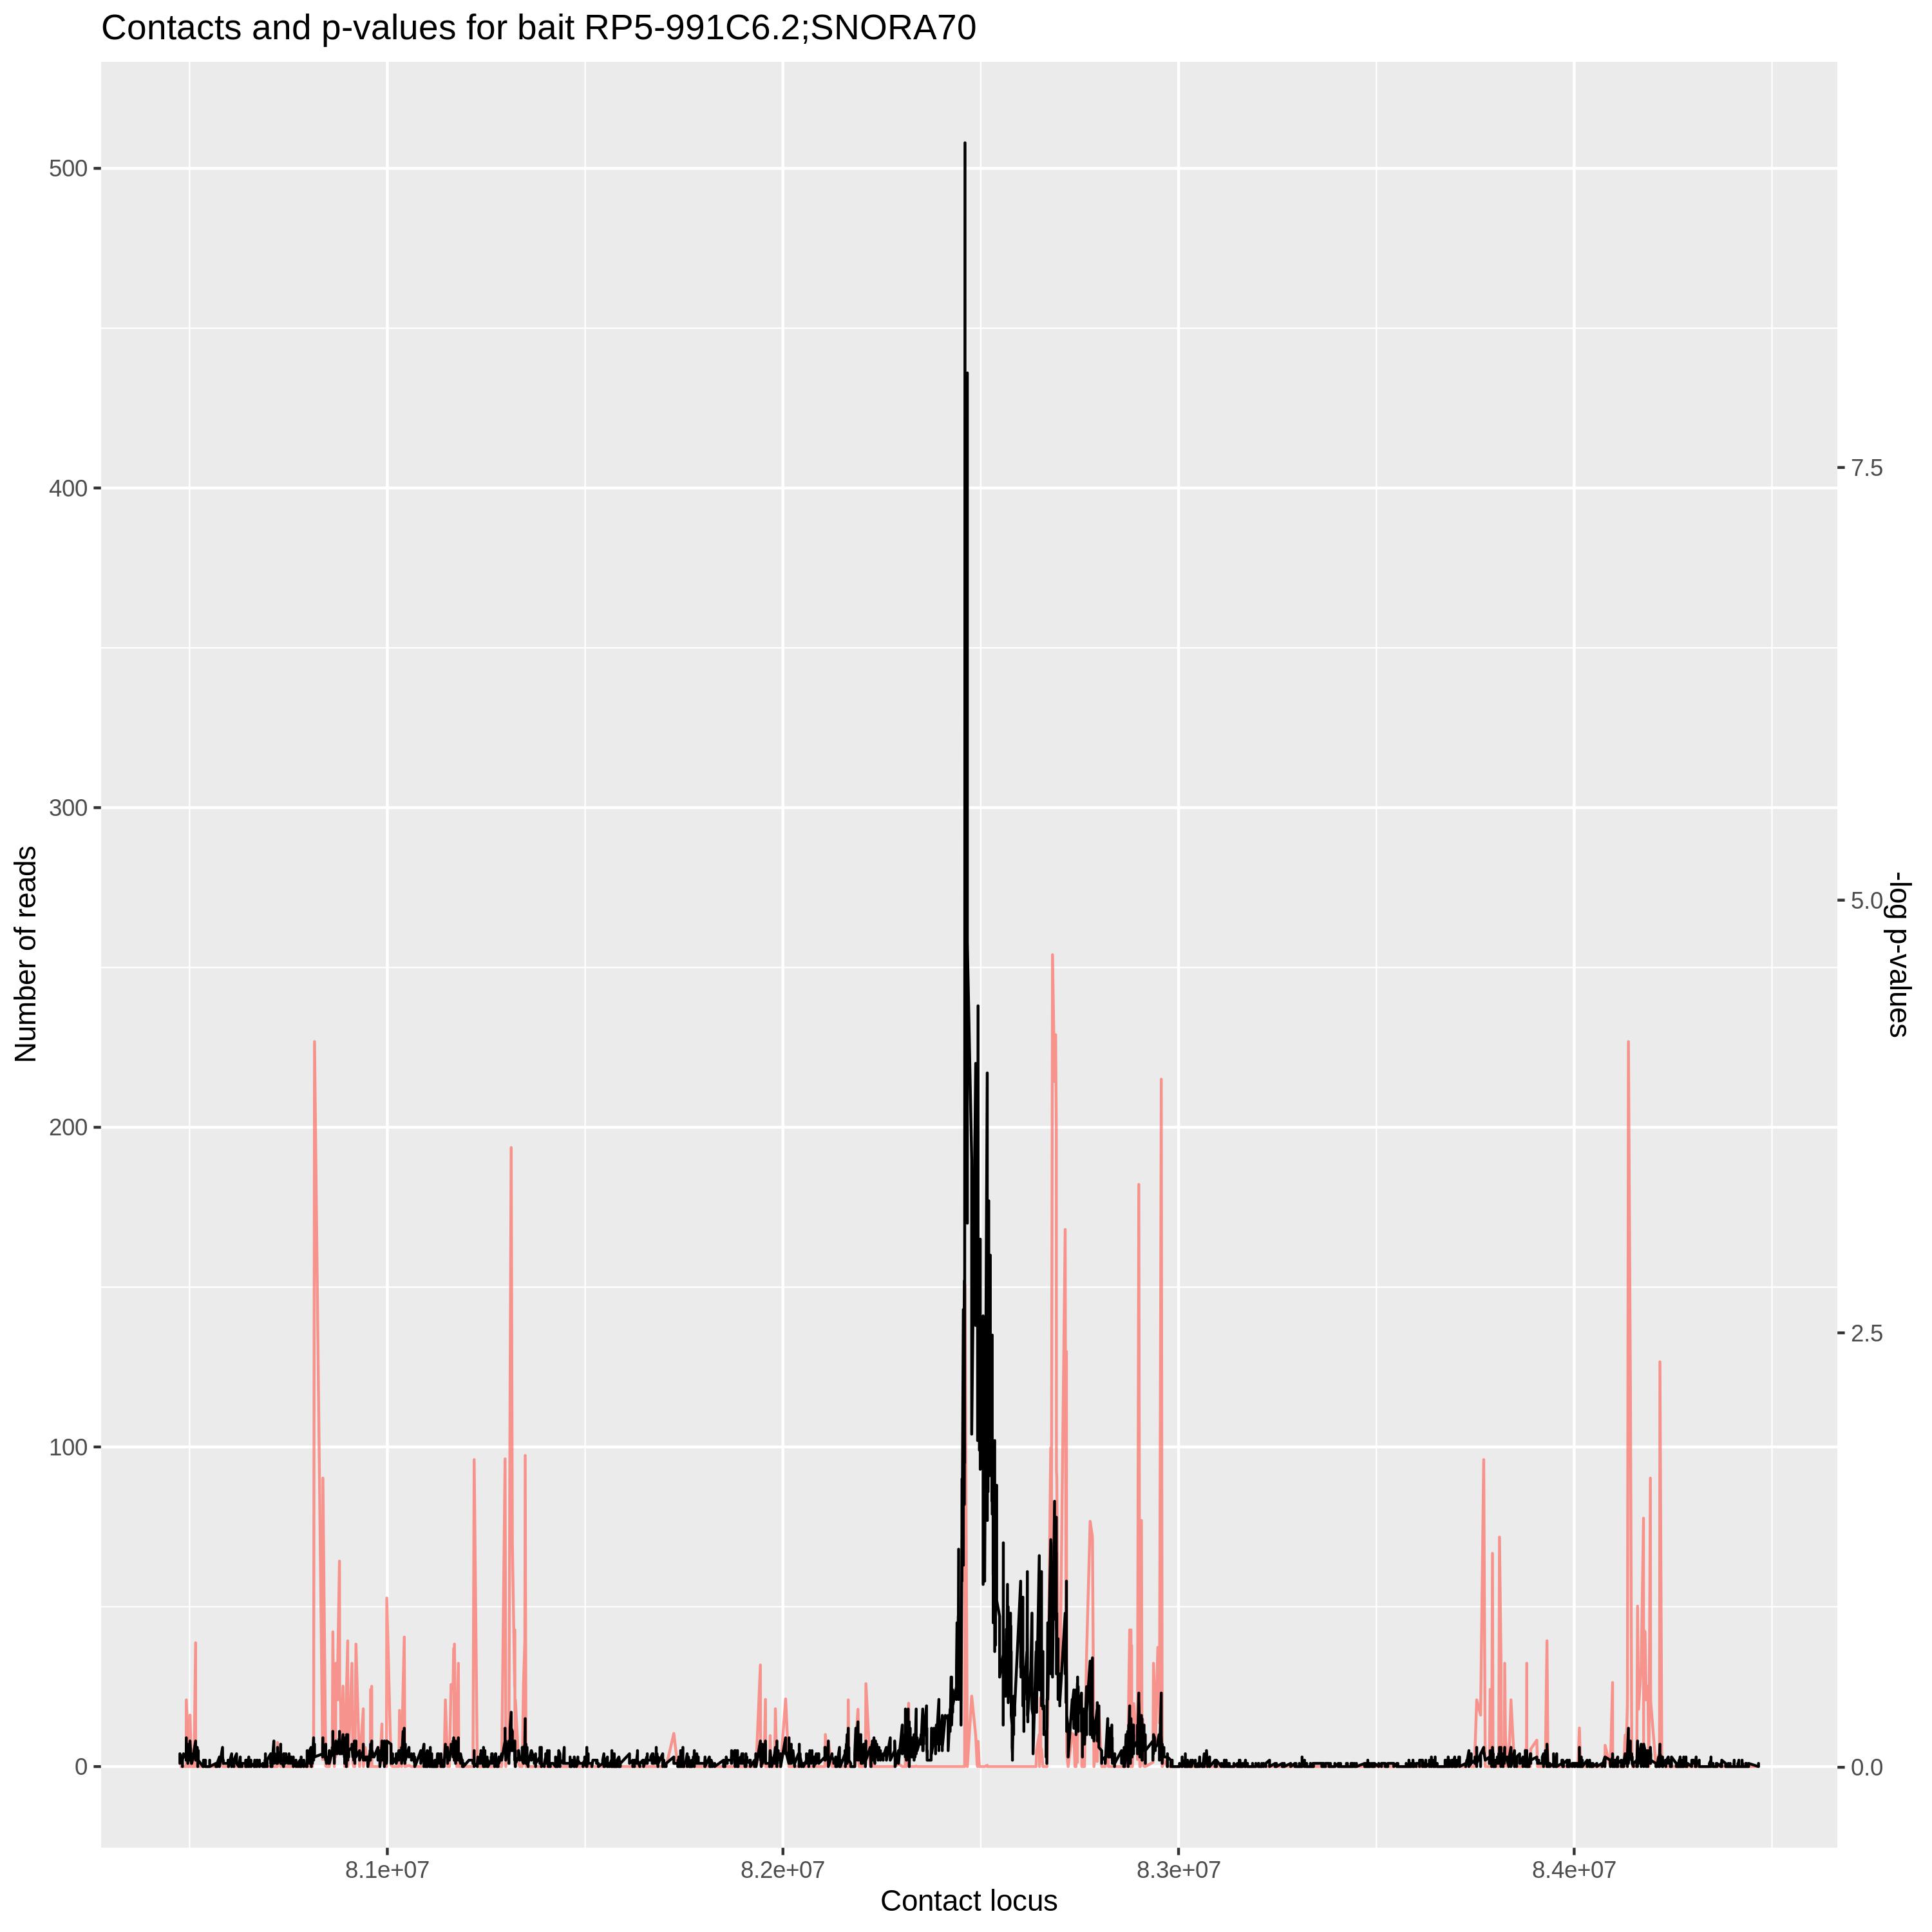 Contacts and p-values for bait RP5-991C6.2;SNORA70
500
400
300
200
100
0
Number of reads
7.5
5.0
2.5
0.0
-log p-values
8.1e+07 8.2e+07 8.3e+07 8.4e+07
Contact locus